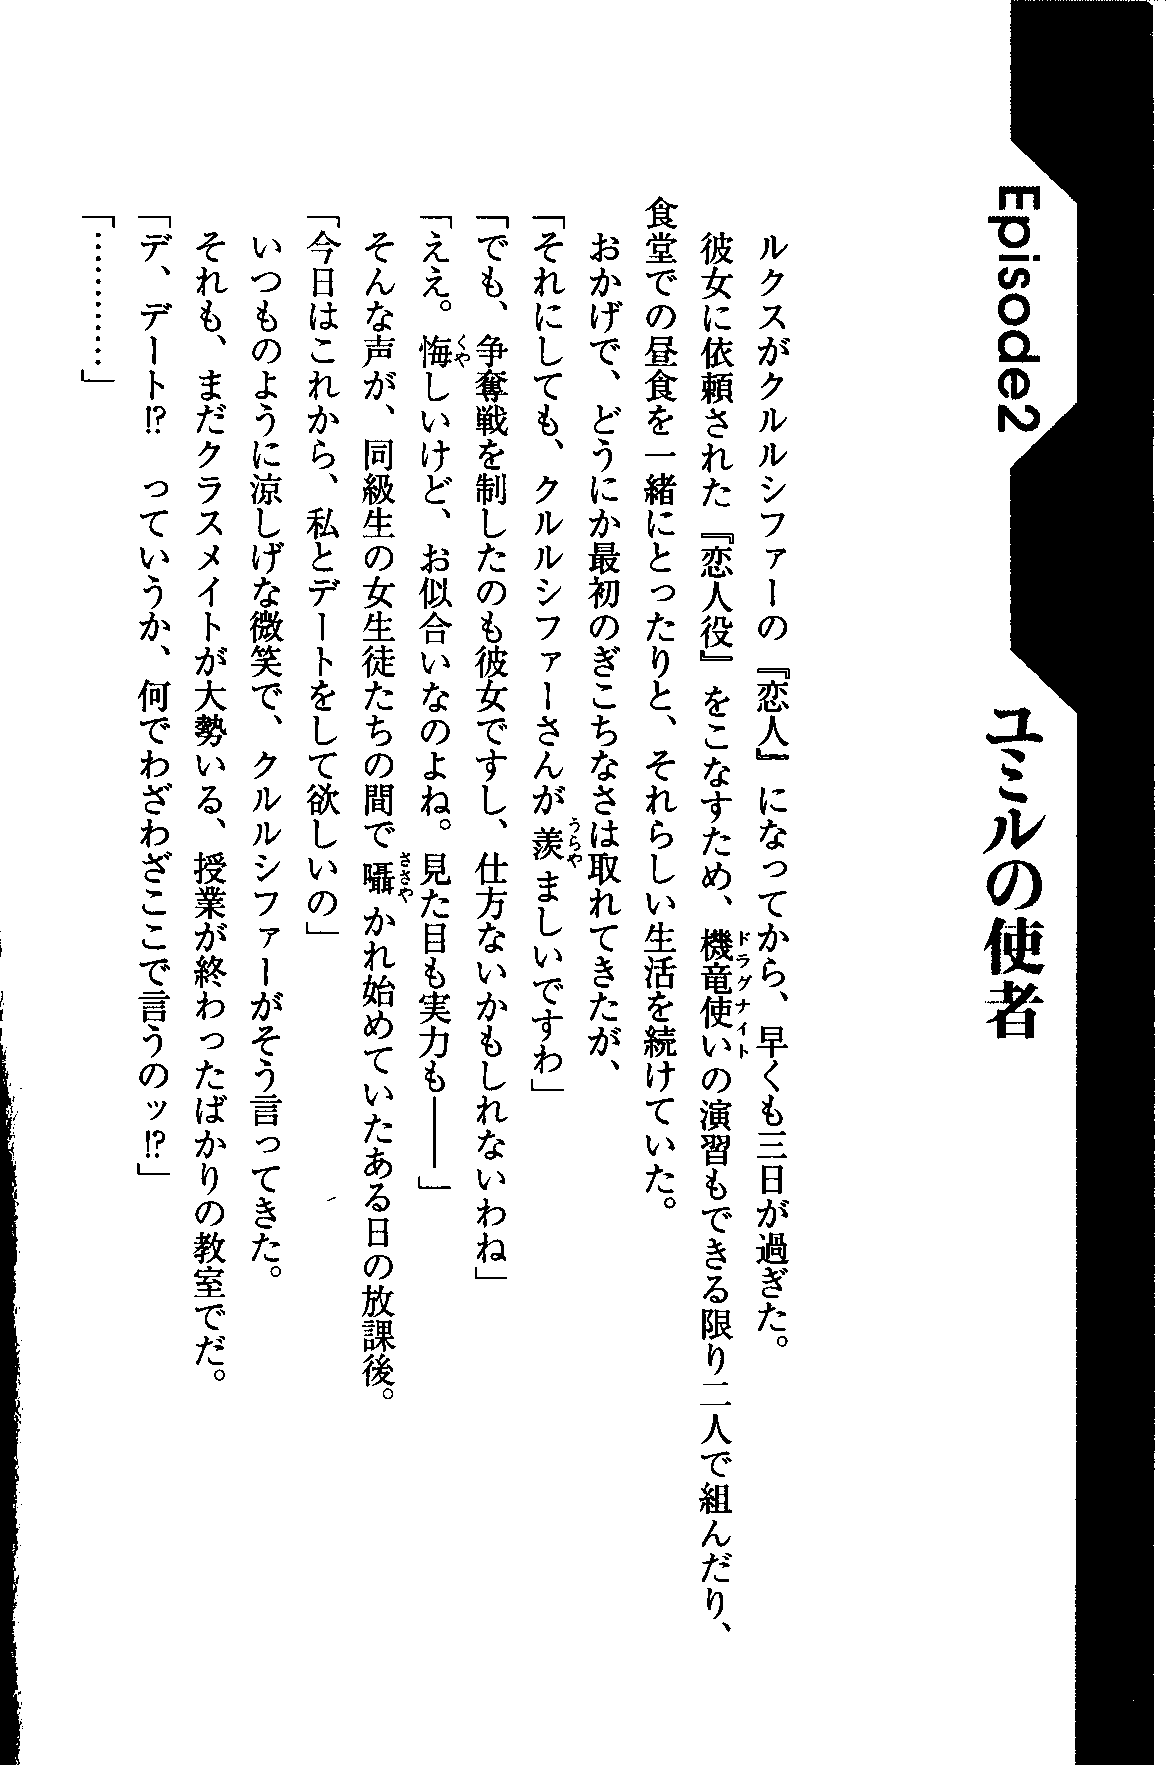 Episode2
ユミルの使者
ルクスがクルルシファーの『恋人』になってから、早くも三日が過ぎた。
彼女に依頼された『恋人役』をこなすため、機竜使いの演習もできる限り二人で組んだり、
ドラグナイト
食堂での昼食を一緒にとったりと、それらしい生活を続けていた。
おかげで、どうにか最初のぎこちなさは取れてきたが、
「それにしても、クルルシファーさんが羨ましいですわ」
うらや
「でも、争奪戦を制したのも彼女ですし、仕方ないかもしれないわね」
「ええ。悔しいけど、お似合いなのよね。見た目も実力も――」
くや
そんな声が、同級生の女生徒たちの間で囁かれ始めていたある日の放課後。
ささや
「今日はこれから、私とデートをして欲しいの」
いつものように涼しげな微笑で、クルルシファーがそう言ってきた。
それも、まだクラスメイトが大勢いる、授業が終わったばかりの教室でだ。
「デ、デート!?　っていうか、何でわざわざここで言うのッ!?」
「…………」